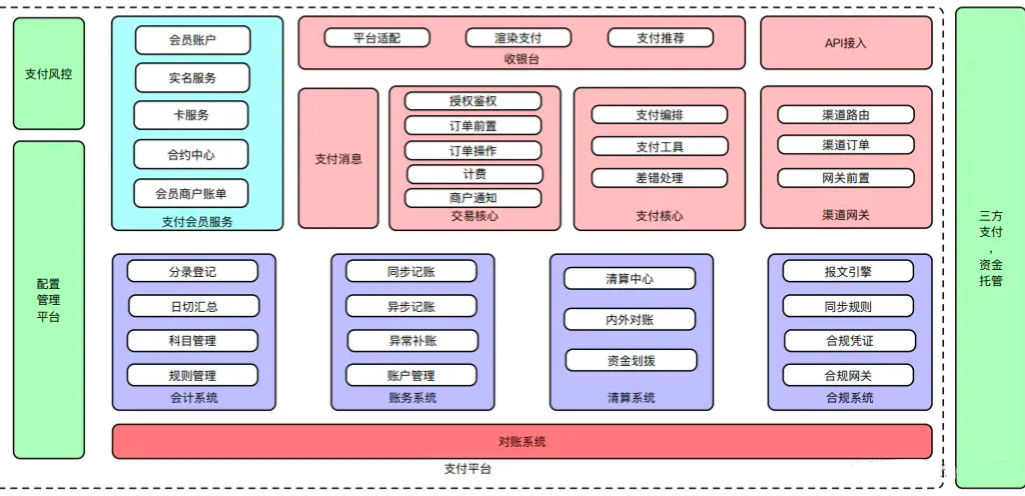 支付风控
配置
管理
平台
会员账户
实名服务
卡服务
合约中心
会员商户账单
支付会员服务
平台适配
渲染支付
支付推荐
收银台
API接入
支付消息
授权鉴权
订单前置
订单操作
计费
商户通知
交易核心
支付编排
支付工具
差错处理
支付核心
渠道路由
渠道订单
网关前置
渠道网关
分录登记
日切汇总
科目管理
规则管理
会计系统
同步记账
异步记账
异常补账
账户管理
账务系统
清算中心
内外对账
资金划拨
清算系统
报文引擎
同步规则
合规凭证
合规网关
合规系统
对账系统
支付平台
三方
支付
，
资金
托管